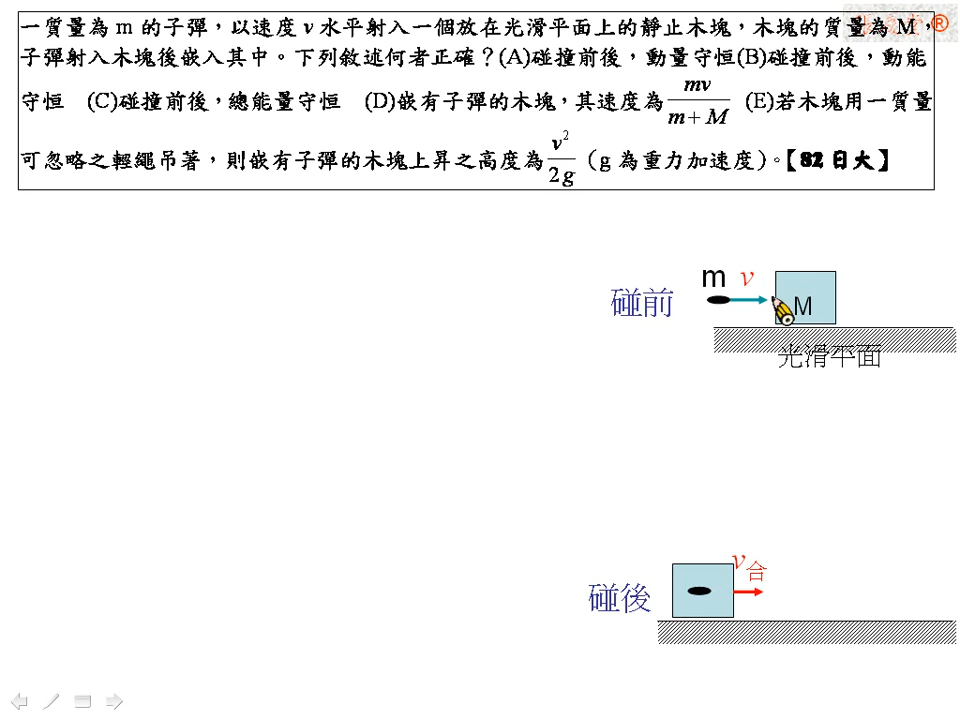 一質量為 m 的子彈，以速度 v 水平射入一個放在光滑平面上的靜止木塊，木塊的質量為 M，
子彈射入木塊後嵌入其中。下列敘述何者正確？(A)碰撞前後，動量守恒(B)碰撞前後，動能
守恒 (C)碰撞前後，總能量守恒 (D)嵌有子彈的木塊，其速度為 mv/(m+M) (E)若木塊用一質量
可忽略之輕繩吊著，則嵌有子彈的木塊上昇之高度為 v²/2g（g 為重力加速度）。【82 日大】
m v
碰前
M
光滑平面
v合
碰後